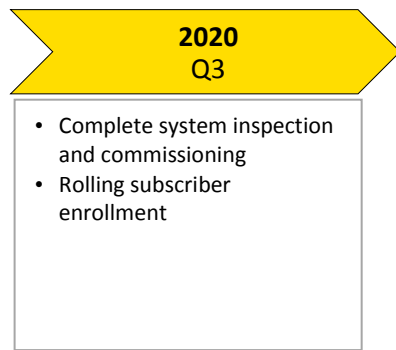 2020
Q3
• Complete system inspection
and commissioning
• Rolling subscriber
enrollment